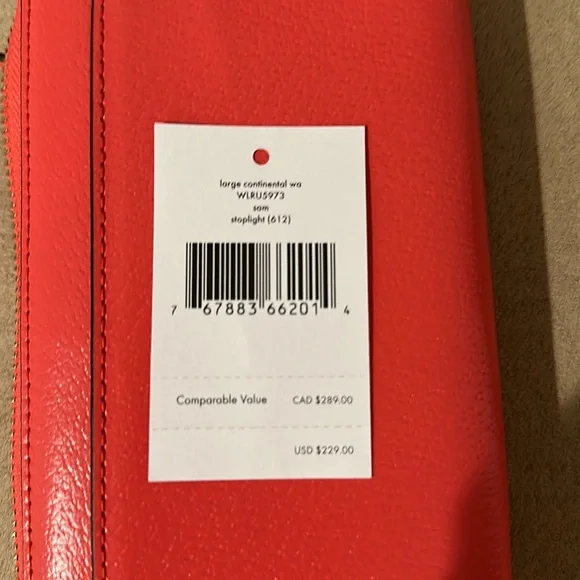 large continental wa
WLRU5973
sam
stoplight (612)
7 67883 66201 4
Comparable Value CAD $289.00
USD $229.00